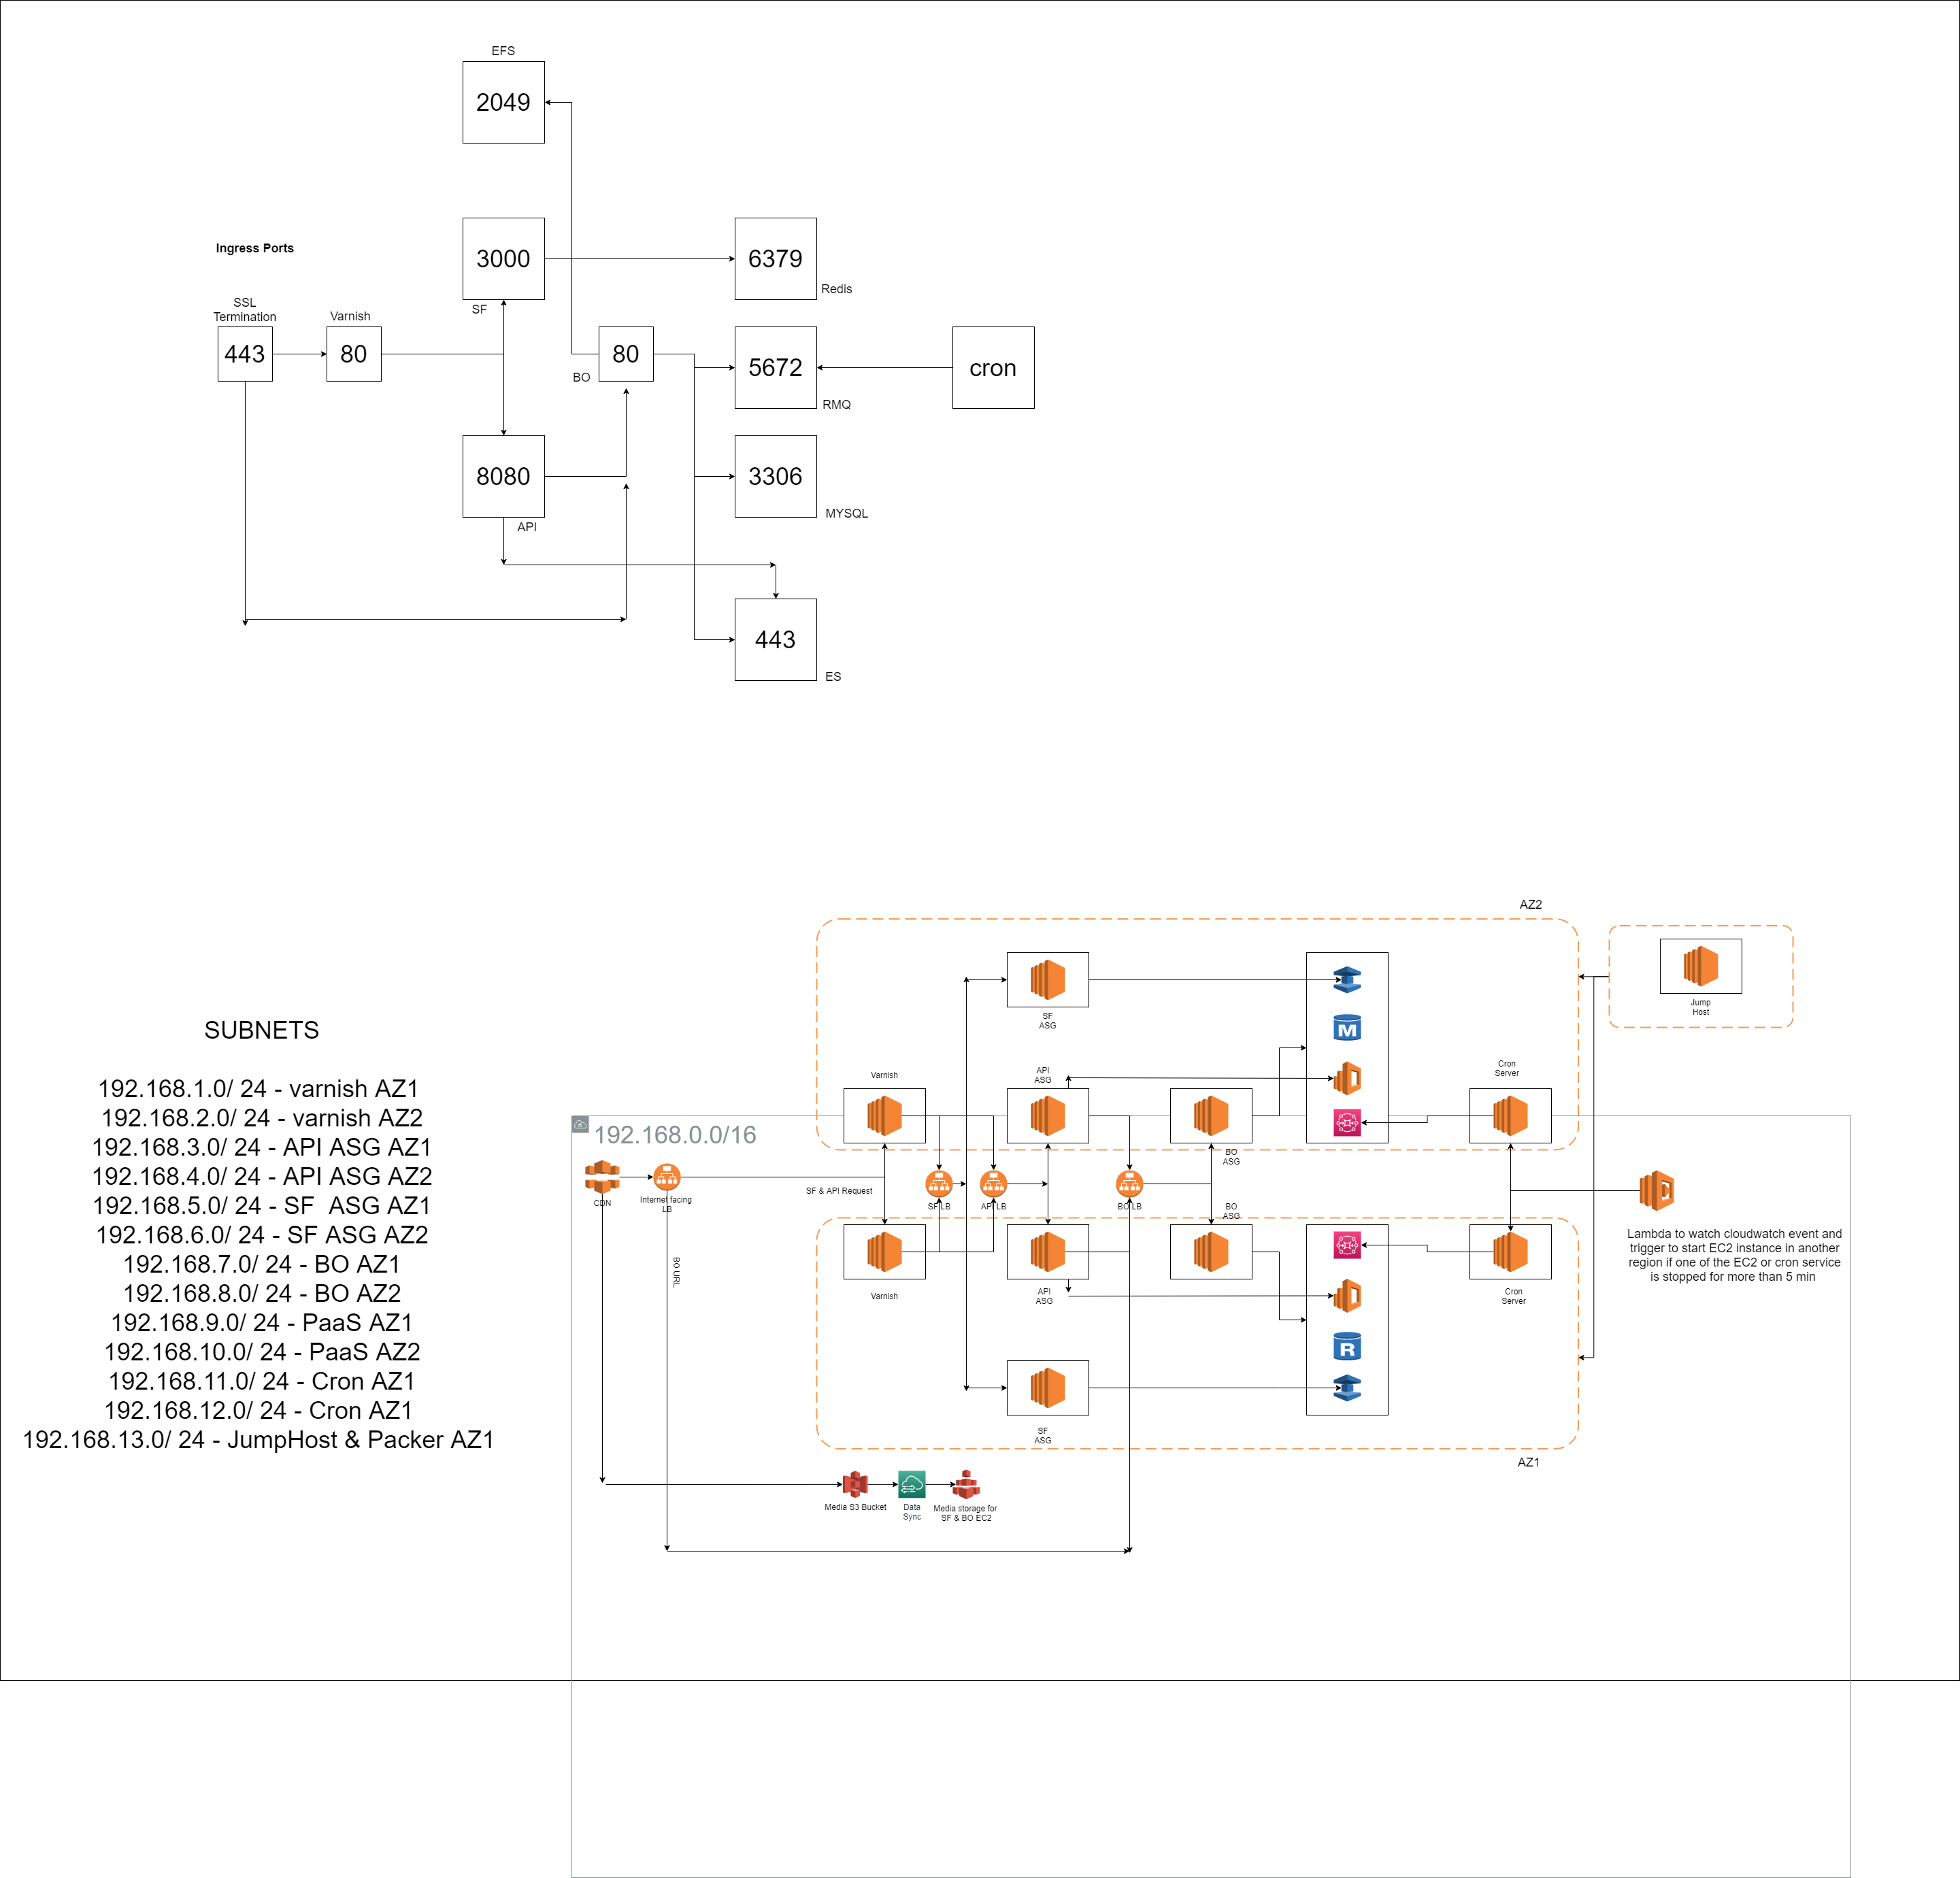 EFS
2049
3000
SF
6379
Redis
Ingress Ports
SSL
Termination
443
Varnish
80
BO
80
5672
RMQ
cron
8080
API
3306
MYSQL
443
ES
SUBNETS
192.168.1.0/ 24 - varnish AZ1
192.168.2.0/ 24 - varnish AZ2
192.168.3.0/ 24 - API ASG AZ1
192.168.4.0/ 24 - API ASG AZ2
192.168.5.0/ 24 - SF  ASG AZ1
192.168.6.0/ 24 - SF ASG AZ2
192.168.7.0/ 24 - BO AZ1
192.168.8.0/ 24 - BO AZ2
192.168.9.0/ 24 - PaaS AZ1
192.168.10.0/ 24 - PaaS AZ2
192.168.11.0/ 24 - Cron AZ1
192.168.12.0/ 24 - Cron AZ1
192.168.13.0/ 24 - JumpHost & Packer AZ1
AZ2
Jump
Host
SF
ASG
M
Varnish
API
ASG
Cron
Server
192.168.0.0/16
BO
ASG
CDN
Internet facing
LB
SF & API Request
SF LB
API LB
BO LB
BO
ASG
BO URL
Varnish
API
ASG
Cron
Server
Lambda to watch cloudwatch event and
trigger to start EC2 instance in another
region if one of the EC2 or cron service
is stopped for more than 5 min
R
SF
ASG
AZ1
Media S3 Bucket
Data
Sync
Media storage for
SF & BO EC2